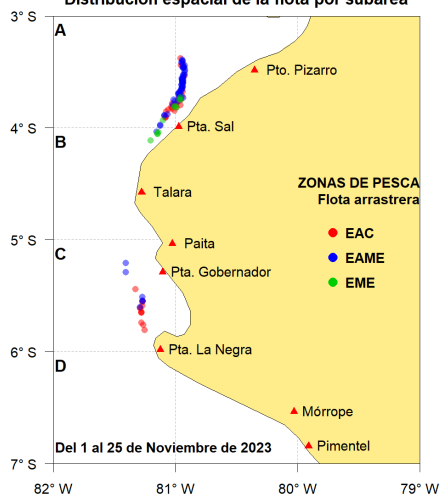 Distribución espacial de la flota por subárea
3° S
A
Pto. Pizarro
4° S
Pta. Sal
B
ZONAS DE PESCA
Flota arrastrera
Talara
EAC
5° S
Paita
C
EAME
Pta. Gobernador
EME
6° S
Pta. La Negra
D
Mórrope
Del 1 al 25 de Noviembre de 2023
Pimentel
7° S
82° W
81° W
80° W
79° W